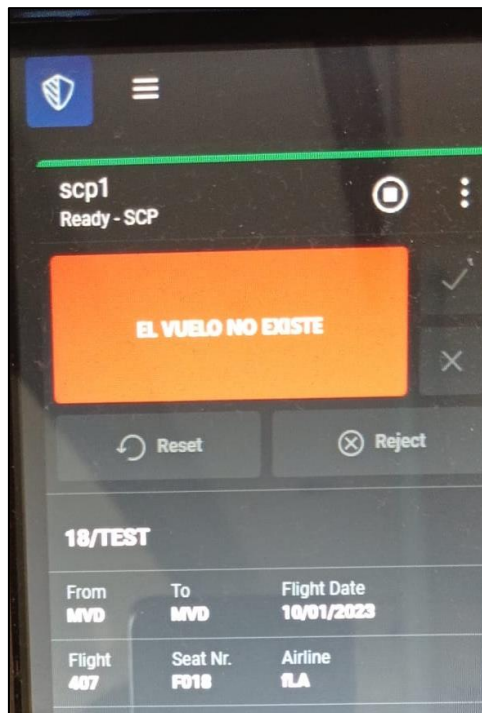 scp1
Ready - SCP
EL VUELO NO EXISTE
Reset Reject
18/TEST
From To Flight Date
MVD MVD 10/01/2023
Flight Seat Nr. Airline
407 F018 fLA